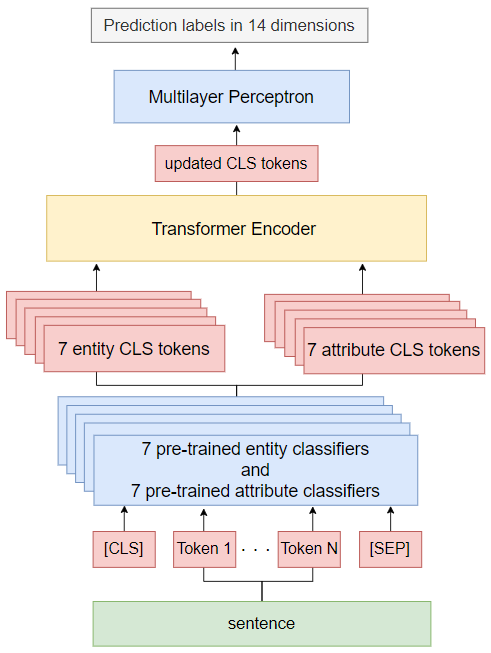 Prediction labels in 14 dimensions
Multilayer Perceptron
updated CLS tokens
Transformer Encoder
7 entity CLS tokens
7 attribute CLS tokens
7 pre-trained entity classifiers
and
7 pre-trained attribute classifiers
[CLS]
Token 1
. . .
Token N
[SEP]
sentence